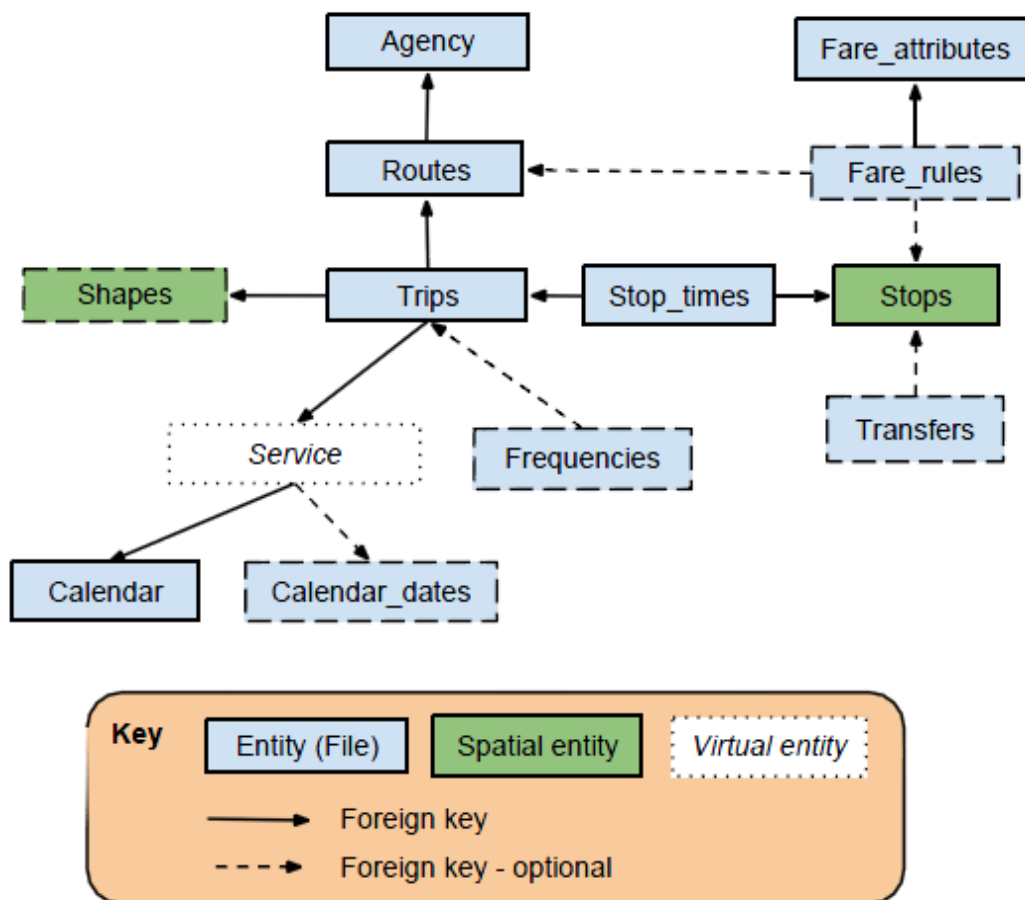 Agency
Fare_attributes
Routes
Fare_rules
Shapes
Trips
Stop_times
Stops
Service
Frequencies
Transfers
Calendar
Calendar_dates
Key
Entity (File)
Spatial entity
Virtual entity
Foreign key
Foreign key - optional